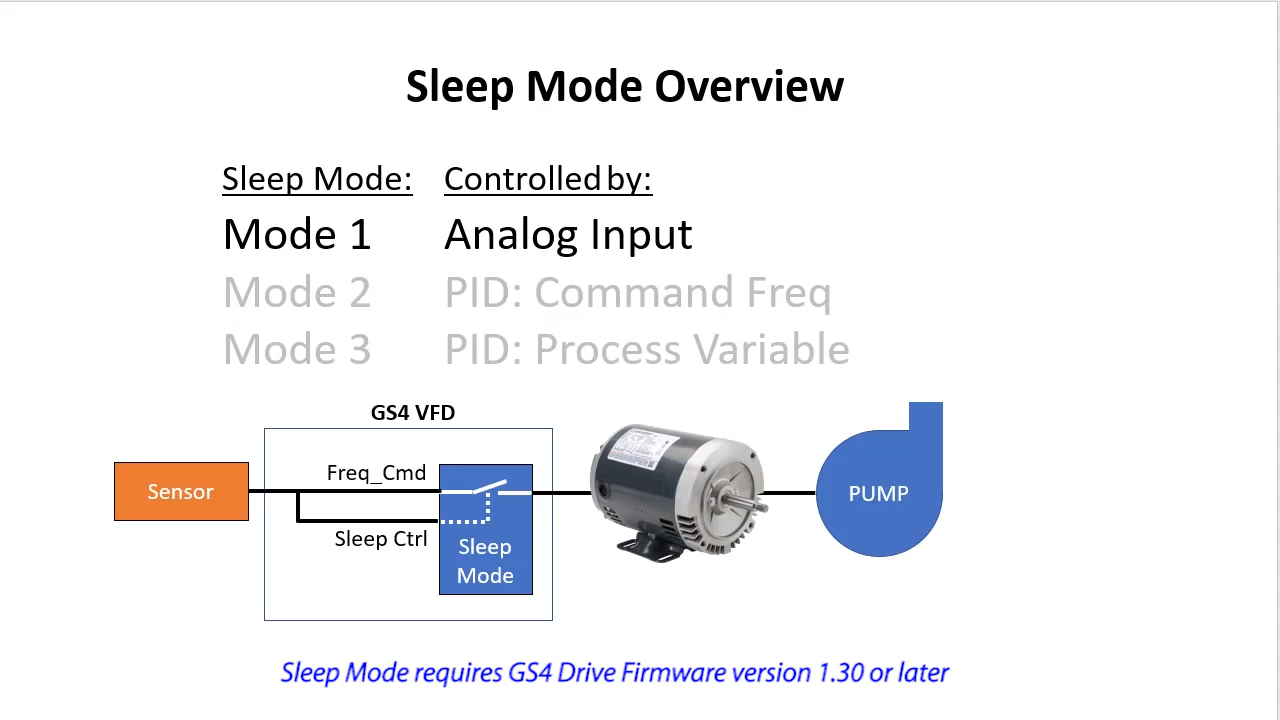 Sleep Mode Overview
Sleep Mode: Controlled by:
Mode 1 Analog Input
Mode 2 PID: Command Freq
Mode 3 PID: Process Variable
GS4 VFD
Sensor
Freq_Cmd
Sleep Ctrl
Sleep
Mode
PUMP
Sleep Mode requires GS4 Drive Firmware version 1.30 or later